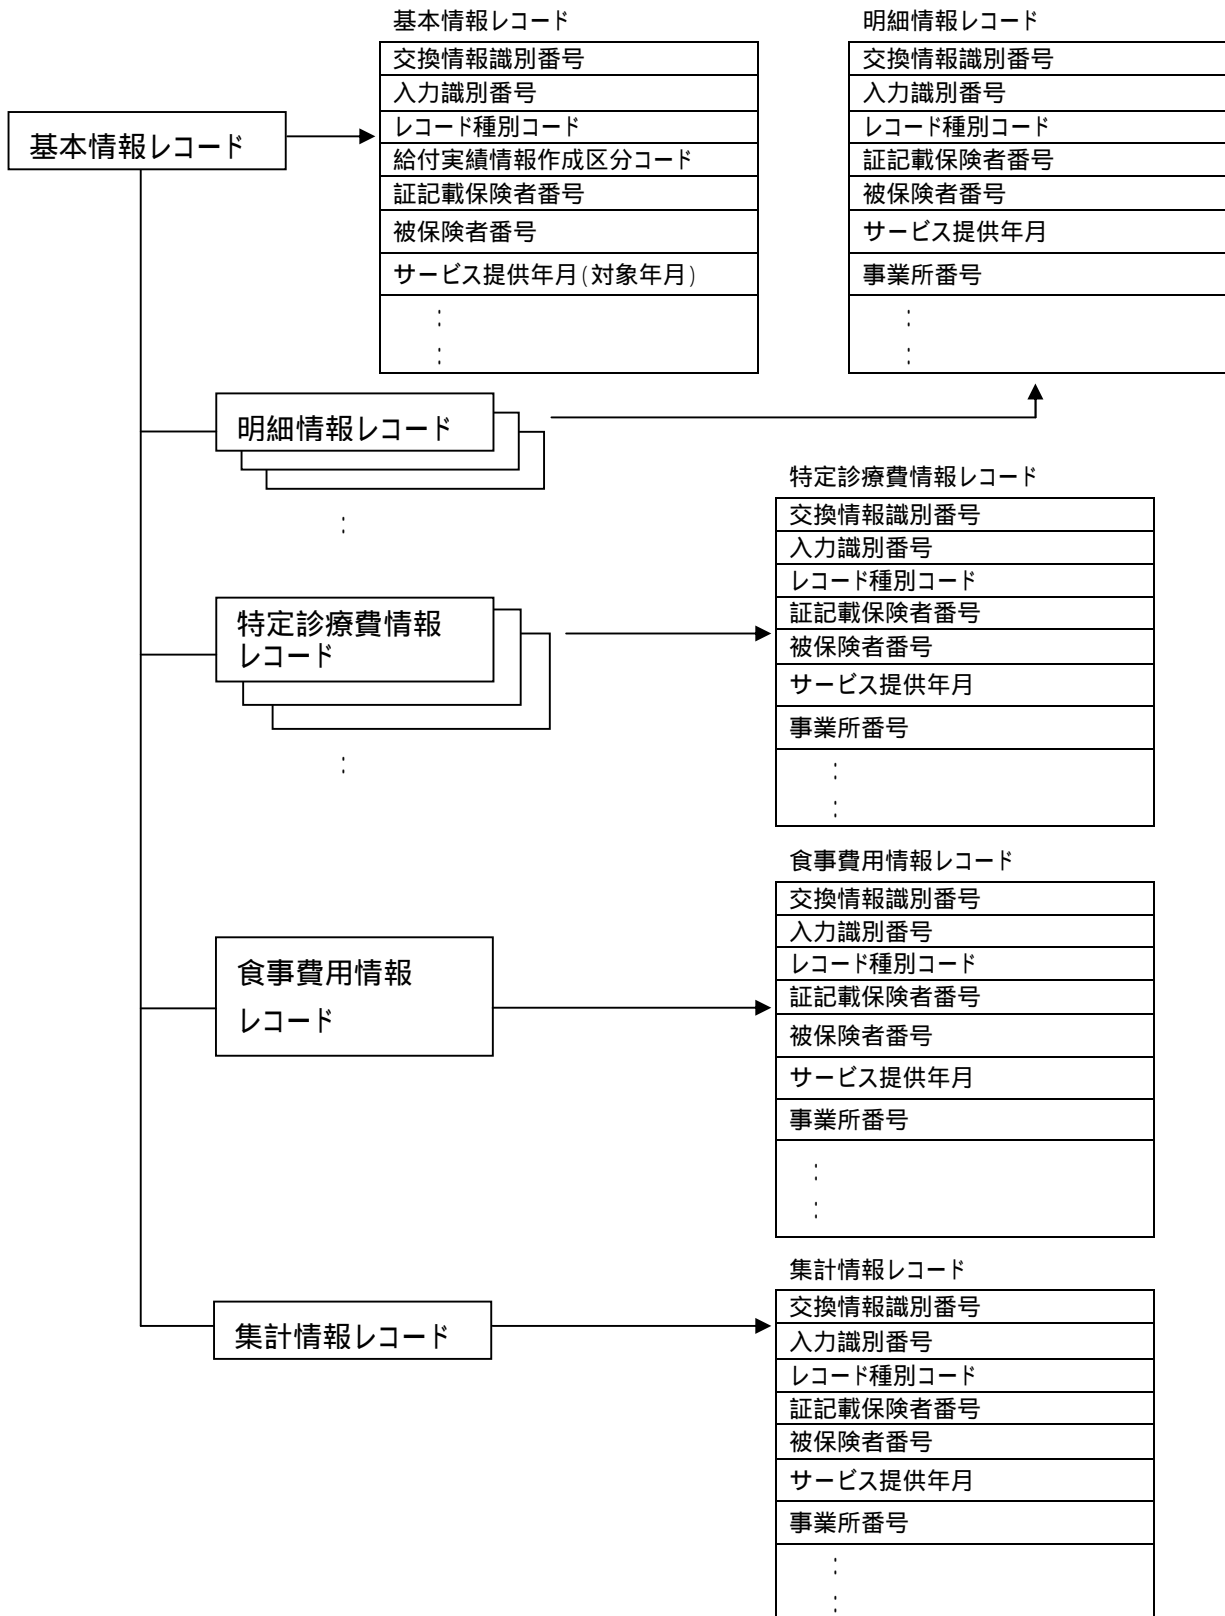 基本情報レコード
交換情報識別番号
入力識別番号
レコード種別コード
給付実績情報作成区分コード
証記載保険者番号
被保険者番号
サービス提供年月(対象年月)
:
:
明細情報レコード
交換情報識別番号
入力識別番号
レコード種別コード
証記載保険者番号
被保険者番号
サービス提供年月
事業所番号
:
:
基本情報レコード
明細情報レコード
:
特定診療費情報レコード
交換情報識別番号
入力識別番号
レコード種別コード
証記載保険者番号
被保険者番号
サービス提供年月
事業所番号
:
:
特定診療費情報
レコード
:
食事費用情報レコード
交換情報識別番号
入力識別番号
レコード種別コード
証記載保険者番号
被保険者番号
サービス提供年月
事業所番号
:
:
食事費用情報
レコード
集計情報レコード
交換情報識別番号
入力識別番号
レコード種別コード
証記載保険者番号
被保険者番号
サービス提供年月
事業所番号
:
:
集計情報レコード